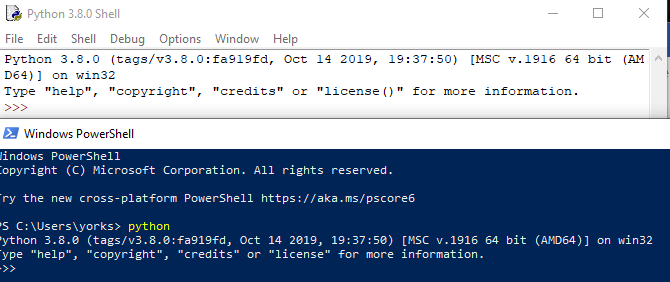 Python 3.8.0 Shell
File Edit Shell Debug Options Window Help
Python 3.8.0 (tags/v3.8.0:fa919fd, Oct 14 2019, 19:37:50) [MSC v.1916 64 bit (AM
D64)] on win32
Type "help", "copyright", "credits" or "license()" for more information.
>>>
Windows PowerShell
Windows PowerShell
Copyright (C) Microsoft Corporation. All rights reserved.
Try the new cross-platform PowerShell https://aka.ms/pscore6
PS C:\Users\yorks> python
Python 3.8.0 (tags/v3.8.0:fa919fd, Oct 14 2019, 19:37:50) [MSC v.1916 64 bit (AMD64)] on win32
Type "help", "copyright", "credits" or "license" for more information.
>>>